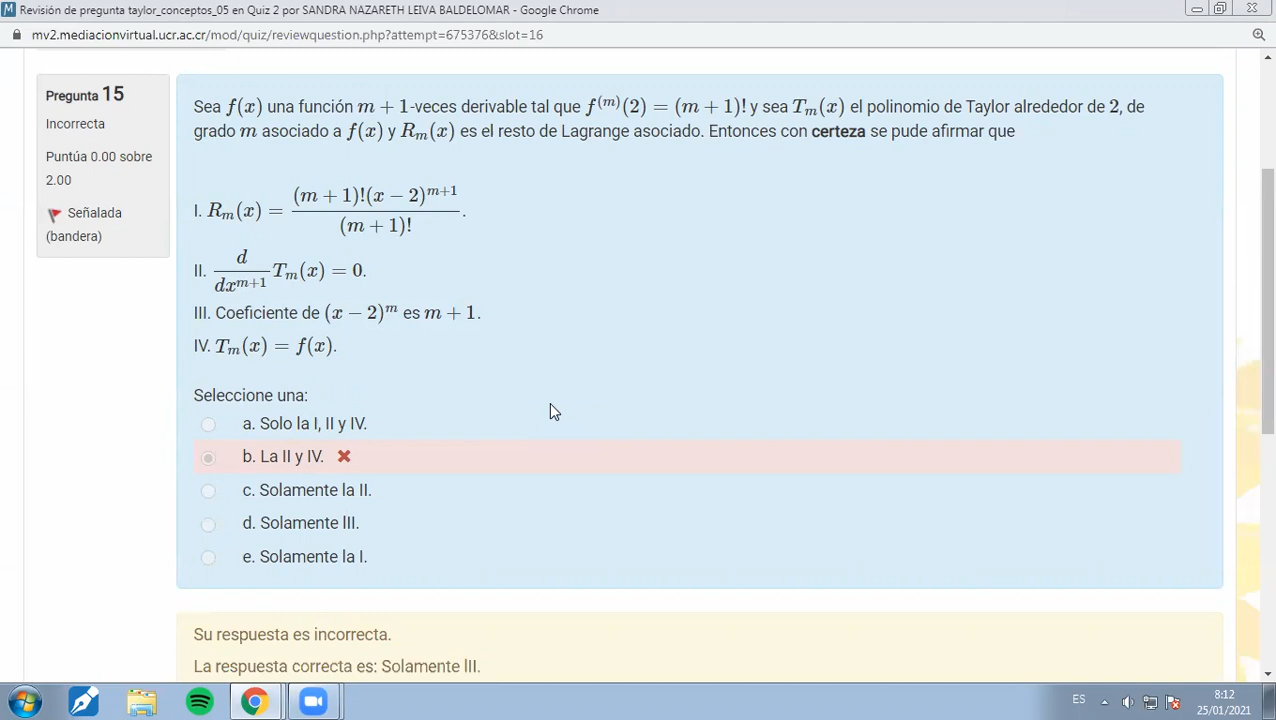 Revisión de pregunta taylor_conceptos_05 en Quiz 2 por SANDRA NAZARETH LEIVA BALDELOMAR - Google Chrome
mv2.mediacionvirtual.ucr.ac.cr/mod/quiz/reviewquestion.php?attempt=675376&slot=16
Pregunta 15
Incorrecta
Puntúa 0.00 sobre
2.00
Señalada
(bandera)
Sea f(x) una función m + 1-veces derivable tal que f^{(m)}(2) = (m + 1)! y sea T_m(x) el polinomio de Taylor alrededor de 2, de
grado m asociado a f(x) y R_m(x) es el resto de Lagrange asociado. Entonces con certeza se pude afirmar que
I. R_m(x) = \frac{(m + 1)!(x − 2)^{m+1}}{(m + 1)!}.
II. \frac{d}{dx^{m+1}} T_m(x) = 0.
III. Coeficiente de (x − 2)^m es m + 1.
IV. T_m(x) = f(x).
Seleccione una:
a. Solo la I, II y IV.
b. La II y IV. ✖
c. Solamente la II.
d. Solamente III.
e. Solamente la I.
Su respuesta es incorrecta.
La respuesta correcta es: Solamente III.
ES
8:12
25/01/2021